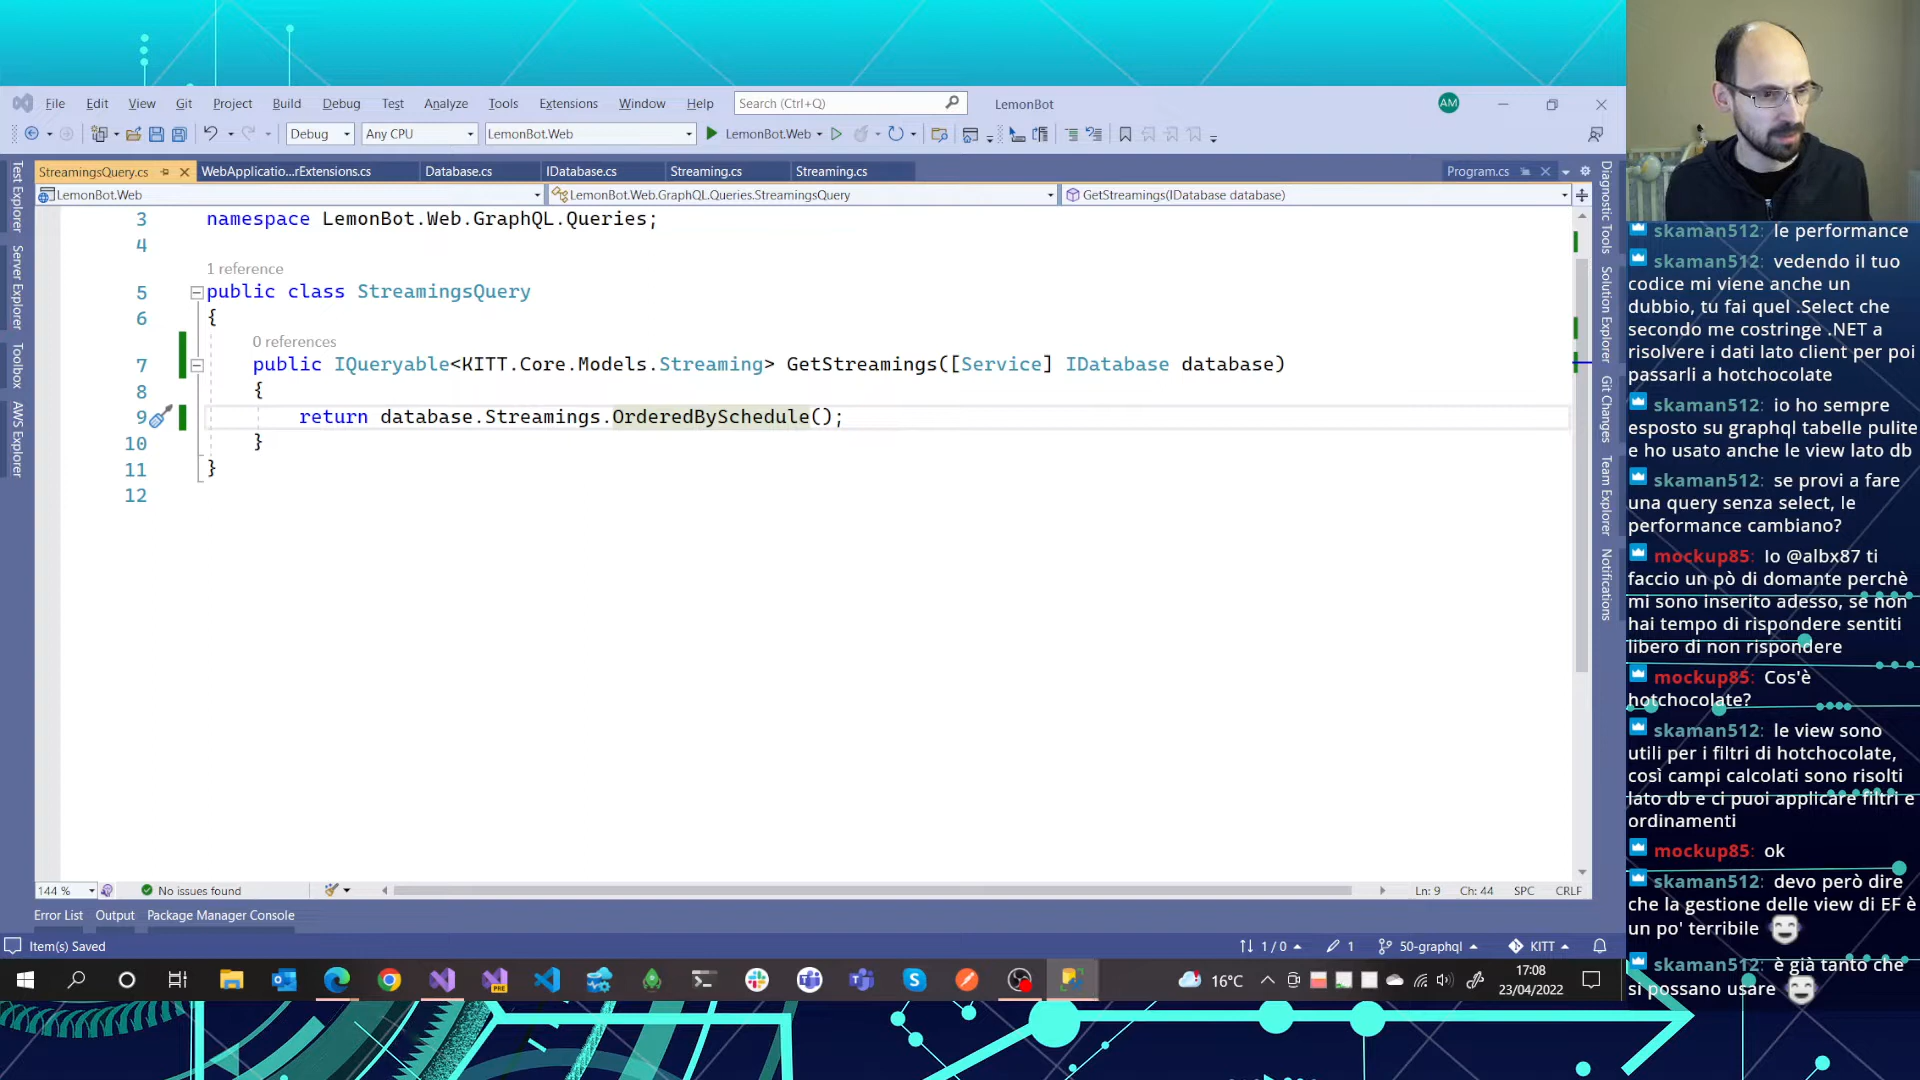 File Edit View Git Project Build Debug Test Analyze Tools Extensions Window Help Search (Ctrl+Q) LemonBot AM
Debug Any CPU LemonBot.Web LemonBot.Web
StreamingsQuery.cs WebApplicatio...rExtensions.cs Database.cs IDatabase.cs Streaming.cs Streaming.cs Program.cs
LemonBot.Web LemonBot.Web.GraphQL.Queries.StreamingsQuery GetStreamings(IDatabase database)
Test Explorer
Server Explorer
Toolbox
AWS Explorer
3 namespace LemonBot.Web.GraphQL.Queries;
4
1 reference
5 public class StreamingsQuery
6 {
0 references
7 public IQueryable<KITT.Core.Models.Streaming> GetStreamings([Service] IDatabase database)
8 {
9 return database.Streamings.OrderedBySchedule();
10 }
11 }
12
Diagnostic Tools
Solution Explorer
Git Changes
Team Explorer
Notifications
144 % No issues found Ln: 9 Ch: 44 SPC CRLF
Error List Output Package Manager Console
Item(s) Saved 1 / 0 1 50-graphql KITT
PRE 16°C 17:08
23/04/2022
skaman512: le performance
skaman512: vedendo il tuo
codice mi viene anche un
dubbio, tu fai quel .Select che
secondo me costringe .NET a
risolvere i dati lato client per poi
passarli a hotchocolate
skaman512: io ho sempre
esposto su graphql tabelle pulite
e ho usato anche le view lato db
skaman512: se provi a fare
una query senza select, le
performance cambiano?
mockup85: Io @albx87 ti
faccio un pò di domante perchè
mi sono inserito adesso, se non
hai tempo di rispondere sentiti
libero di non rispondere
mockup85: Cos'è
hotchocolate?
skaman512: le view sono
utili per i filtri di hotchocolate,
così campi calcolati sono risolti
lato db e ci puoi applicare filtri e
ordinamenti
mockup85: ok
skaman512: devo però dire
che la gestione delle view di EF è
un po' terribile
skaman512: è già tanto che
si possano usare